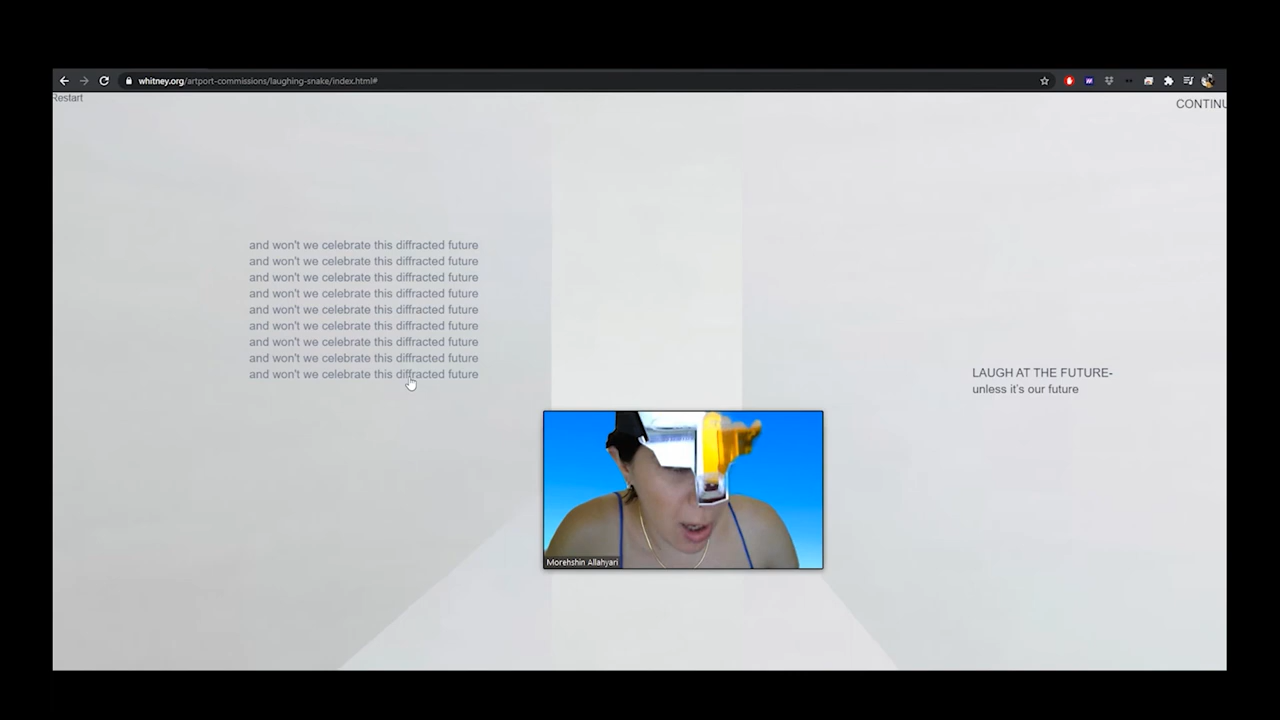 whitney.org/artport-commissions/laughing-snake/index.html#
Restart
CONTINU
and won't we celebrate this diffracted future
and won't we celebrate this diffracted future
and won't we celebrate this diffracted future
and won't we celebrate this diffracted future
and won't we celebrate this diffracted future
and won't we celebrate this diffracted future
and won't we celebrate this diffracted future
and won't we celebrate this diffracted future
and won't we celebrate this diffracted future
LAUGH AT THE FUTURE-
unless it's our future
Morehshin Allahyari